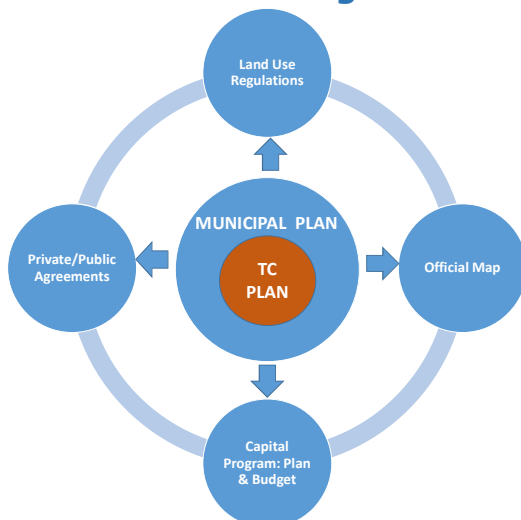 Land Use
Regulations
MUNICIPAL PLAN
TC
PLAN
Private/Public
Agreements
Official Map
Capital
Program: Plan
& Budget